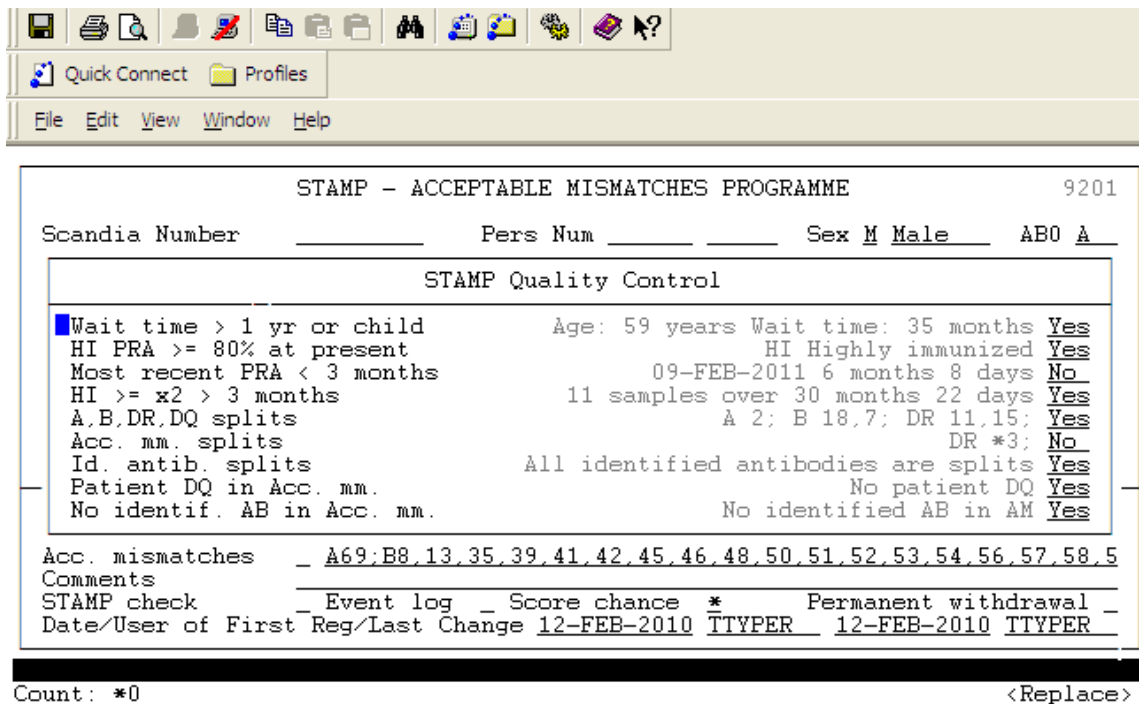 Quick Connect Profiles
File Edit View Window Help
STAMP – ACCEPTABLE MISMATCHES PROGRAMME 9201
Scandia Number Pers Num Sex M Male AB0 A
STAMP Quality Control
Wait time > 1 yr or child Age: 59 years Wait time: 35 months Yes
HI PRA >= 80% at present HI Highly immunized Yes
Most recent PRA < 3 months 09–FEB–2011 6 months 8 days No
HI >= x2 > 3 months 11 samples over 30 months 22 days Yes
A,B,DR,DQ splits A 2; B 18,7; DR 11,15; Yes
Acc. mm. splits DR *3; No
Id. antib. splits All identified antibodies are splits Yes
Patient DQ in Acc. mm. No patient DQ Yes
No identif. AB in Acc. mm. No identified AB in AM Yes
Acc. mismatches _ A69;B8,13,35,39,41,42,45,46,48,50,51,52,53,54,56,57,58,5
Comments
STAMP check _ Event log _ Score chance * Permanent withdrawal _
Date/User of First Reg/Last Change 12–FEB–2010 TTYPER 12–FEB–2010 TTYPER
Count: *0 <Replace>